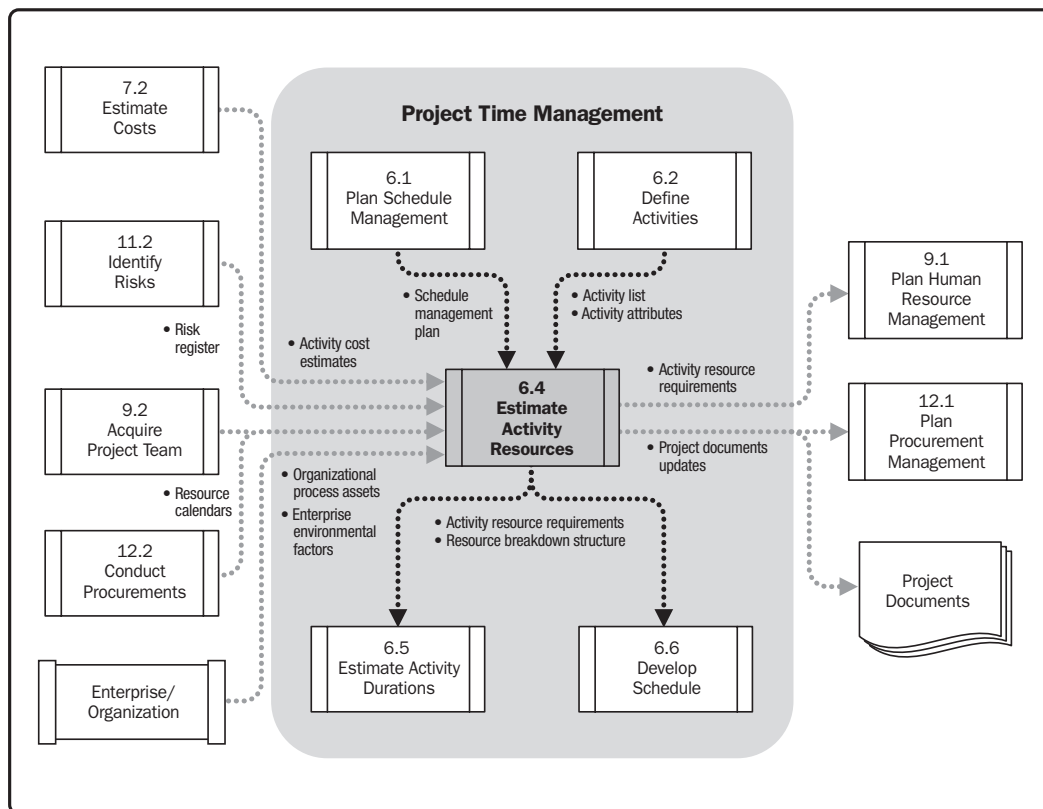 Project Time Management
7.2
Estimate
Costs
6.1
Plan Schedule
Management
6.2
Define
Activities
11.2
Identify
Risks
9.1
Plan Human
Resource
Management
• Risk
register
• Schedule
management
plan
• Activity list
• Activity attributes
• Activity cost
estimates
• Activity resource
requirements
9.2
Acquire
Project Team
6.4
Estimate
Activity
Resources
12.1
Plan
Procurement
Management
• Resource
calendars
• Organizational
process assets
• Enterprise
environmental
factors
• Project documents
updates
• Activity resource requirements
• Resource breakdown structure
12.2
Conduct
Procurements
Project
Documents
6.5
Estimate Activity
Durations
6.6
Develop
Schedule
Enterprise/
Organization